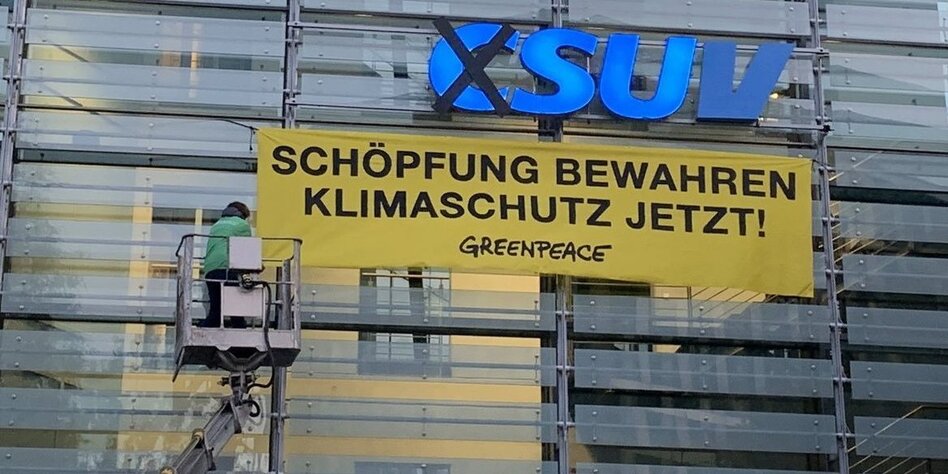 CSUV
SCHÖPFUNG BEWAHREN
KLIMASCHUTZ JETZT!
GREENPEACE